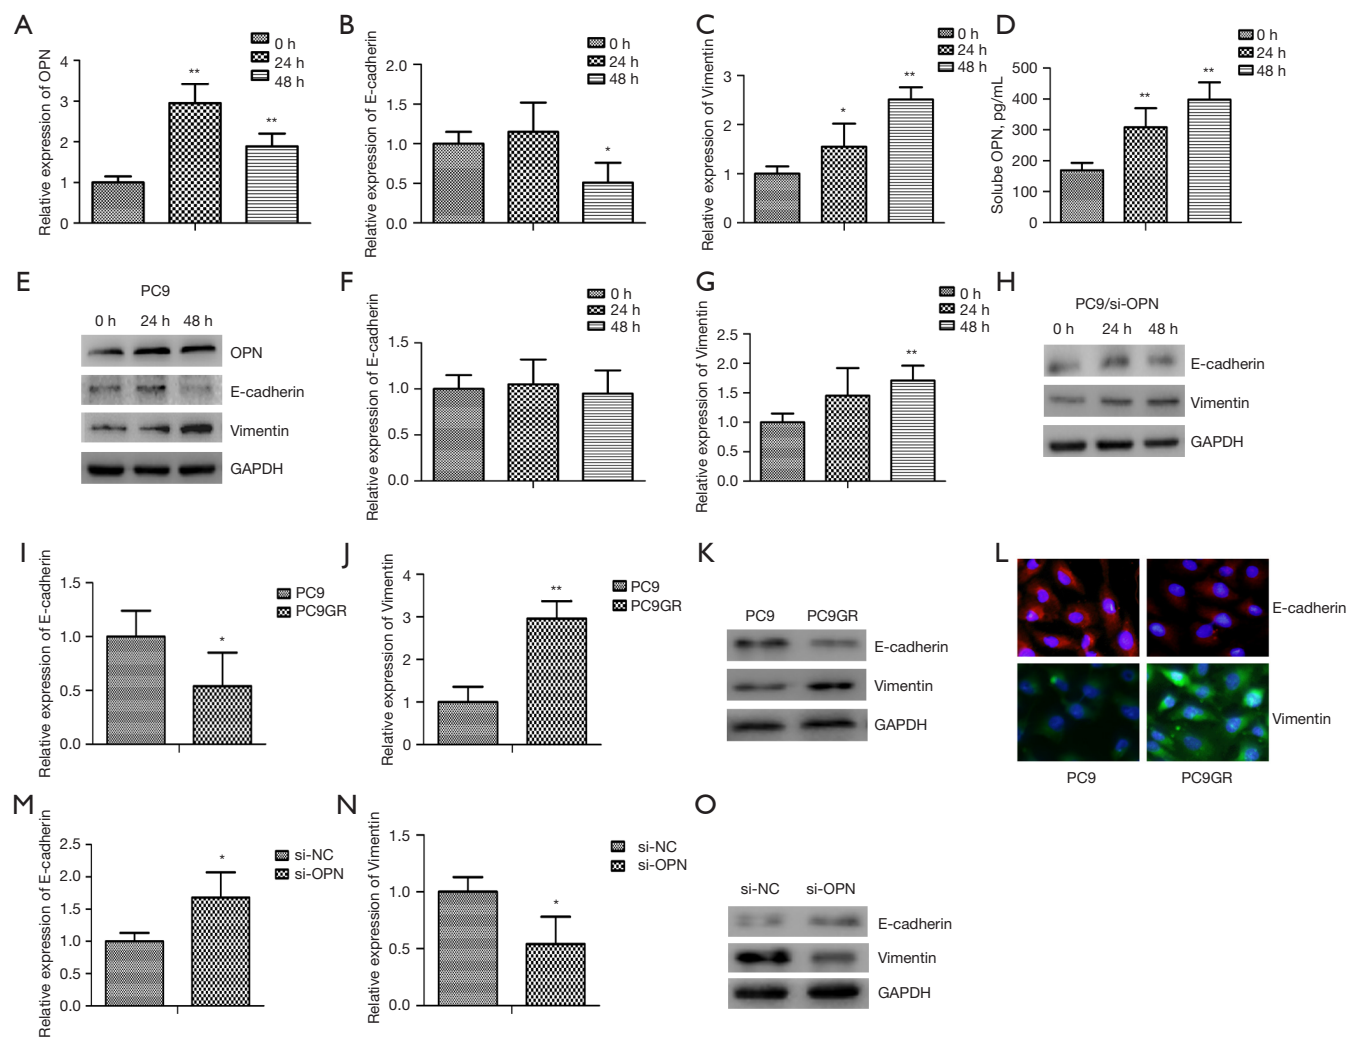 A
Relative expression of OPN
4
3
2
1
0
**
**
0 h
24 h
48 h
B
Relative expression of E-cadherin
2.0
1.5
1.0
0.5
0.0
*
0 h
24 h
48 h
C
Relative expression of Vimentin
3
2
1
0
*
**
0 h
24 h
48 h
D
Solube OPN, pg/mL
500
400
300
200
100
0
**
**
0 h
24 h
48 h
E
PC9
0 h 24 h 48 h
OPN
E-cadherin
Vimentin
GAPDH
F
Relative expression of E-cadherin
1.5
1.0
0.5
0.0
0 h
24 h
48 h
G
Relative expression of Vimentin
2.5
2.0
1.5
1.0
0.5
0.0
**
0 h
24 h
48 h
H
PC9/si-OPN
0 h 24 h 48 h
E-cadherin
Vimentin
GAPDH
I
Relative expression of E-cadherin
1.5
1.0
0.5
0.0
*
PC9
PC9GR
J
Relative expression of Vimentin
4
3
2
1
0
**
PC9
PC9GR
K
PC9 PC9GR
E-cadherin
Vimentin
GAPDH
L
E-cadherin
Vimentin
PC9 PC9GR
M
Relative expression of E-cadherin
2.5
2.0
1.5
1.0
0.5
0.0
*
si-NC
si-OPN
N
Relative expression of Vimentin
1.5
1.0
0.5
0.0
*
si-NC
si-OPN
O
si-NC si-OPN
E-cadherin
Vimentin
GAPDH